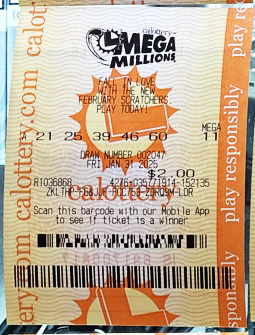 calottery
MEGA
MILLIONS
FALL IN LOVE
WITH THE NEW
FEBRUARY SCRATCHERS.
PLAY TODAY!
MEGA
A 21 25 39 46 60 11
DRAW NUMBER 002047
FRI JAN 31 2025
$2.00
calottery
Scan this barcode with our Mobile App
to see if ticket is a winner
calottery.com
play responsibly